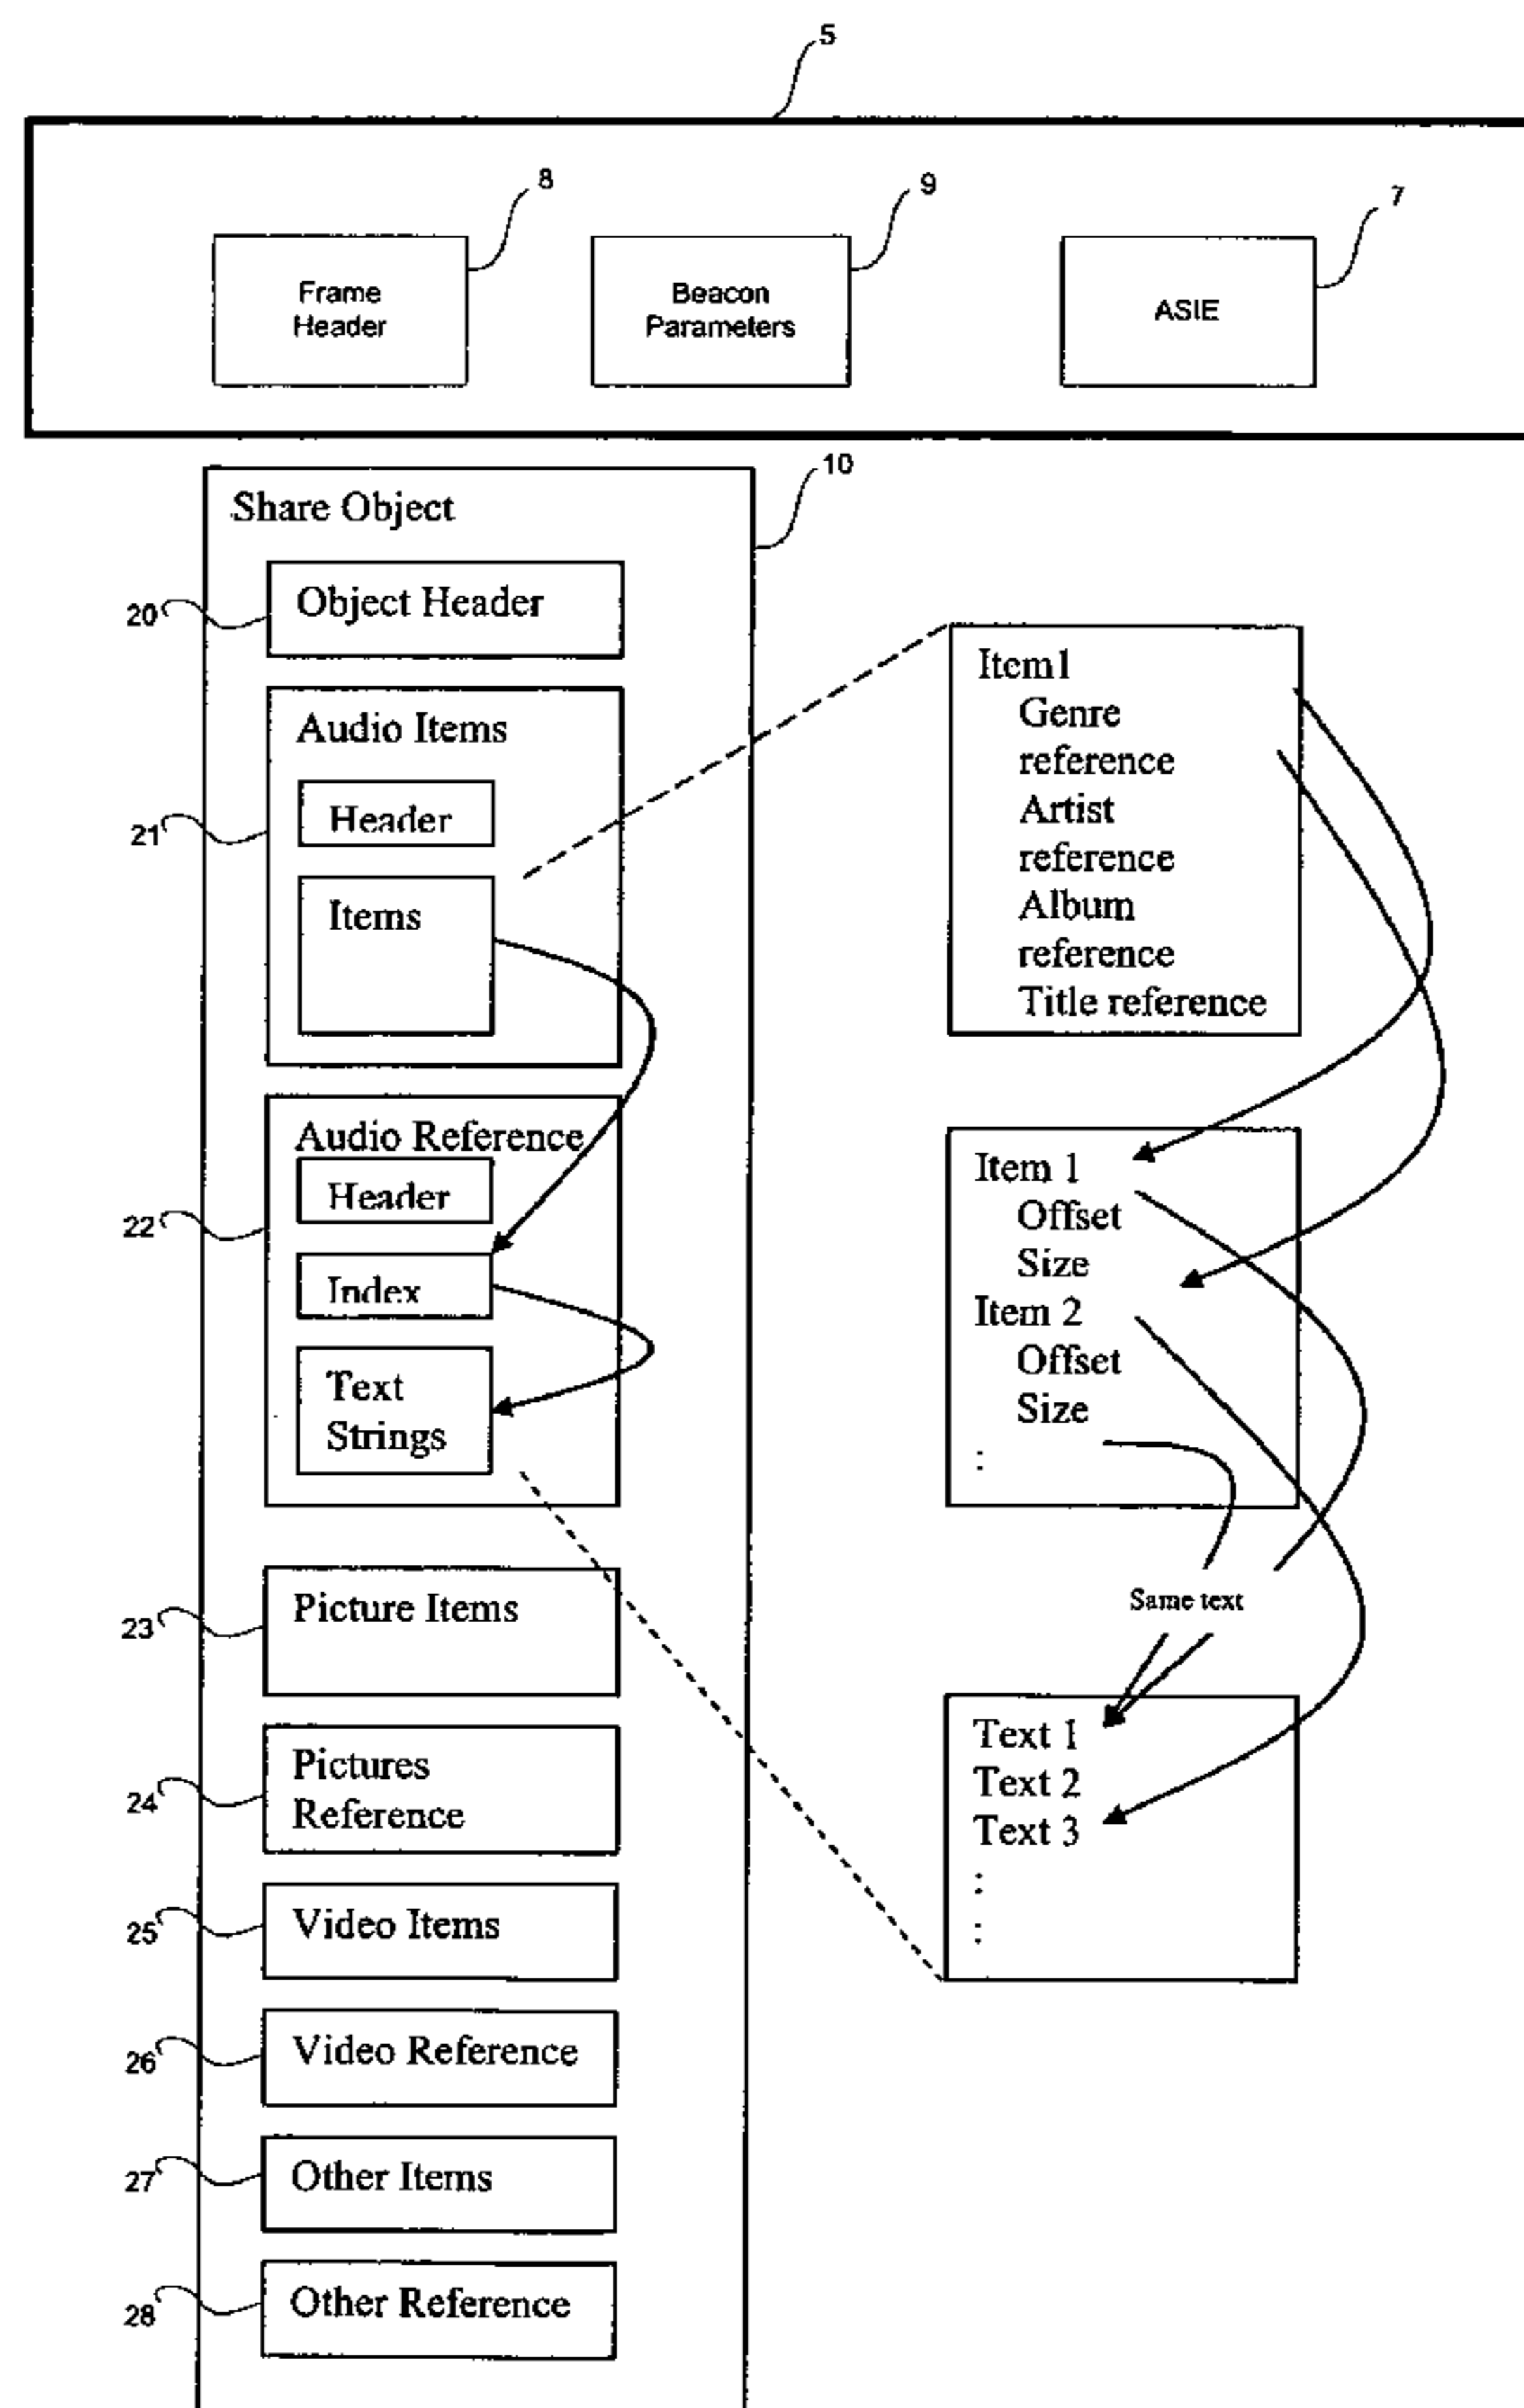 5
8
9
7
Frame
Header
Beacon
Parameters
ASIE
10
Share Object
20
Object Header
21
Audio Items
Header
Items
22
Audio Reference
Header
Index
Text
Strings
23
Picture Items
24
Pictures
Reference
25
Video Items
26
Video Reference
27
Other Items
28
Other Reference
Item1
Genre
reference
Artist
reference
Album
reference
Title reference
Item 1
Offset
Size
Item 2
Offset
Size
:
Same text
Text 1
Text 2
Text 3
:
: